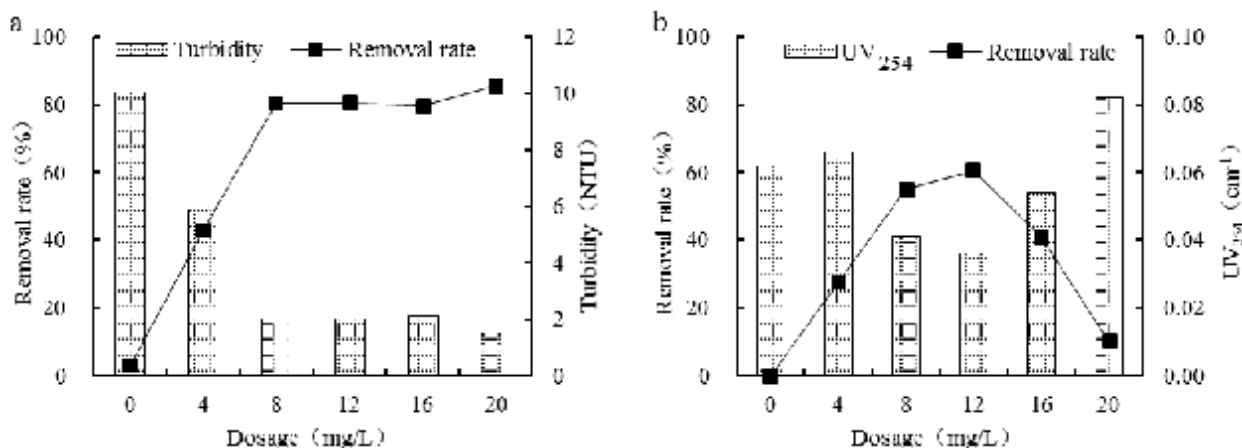 a
100
80
60
40
20
0
Removal rate（%）
Turbidity
Removal rate
12
10
8
6
4
2
0
Turbidity（NTU）
0 4 8 12 16 20
Dosage（mg/L）
b
100
80
60
40
20
0
Removal rate（%）
UV254
Removal rate
0.10
0.08
0.06
0.04
0.02
0.00
UV254（cm-1）
0 4 8 12 16 20
Dosage（mg/L）